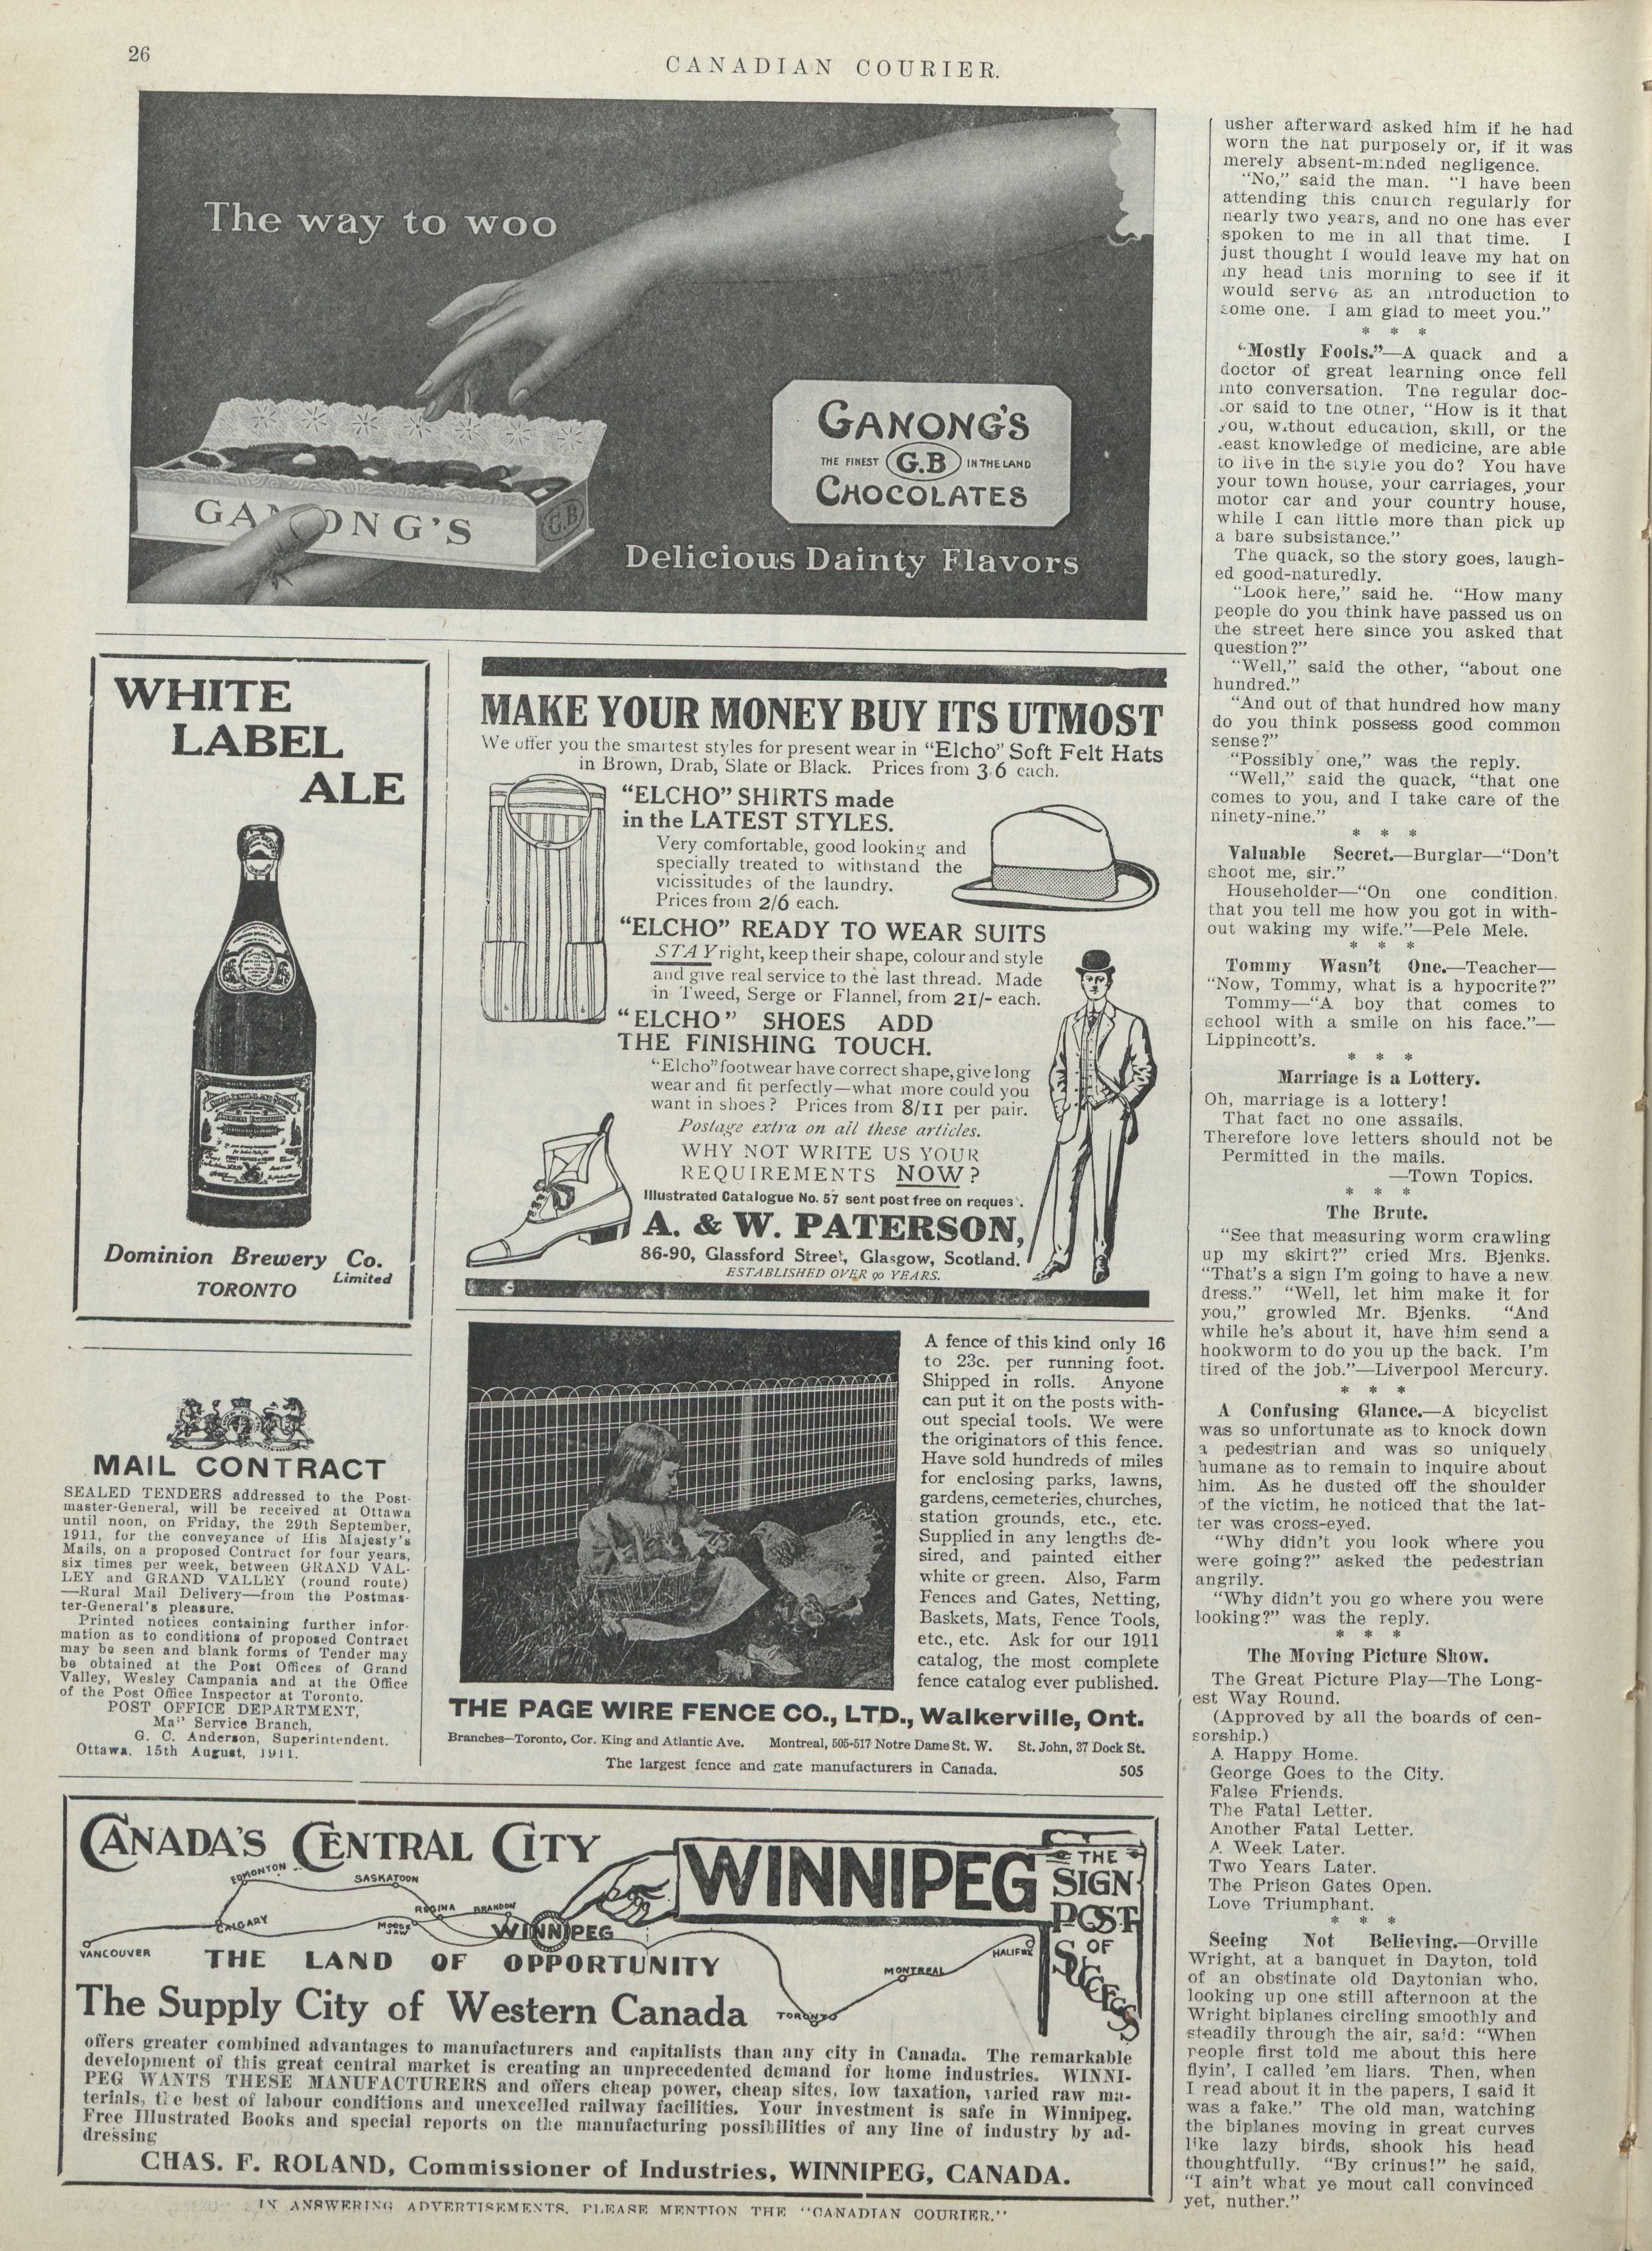 26
CANADIAN COURIER.
The way to woo
GANONG'S
THE FINEST G.B IN THE LAND
CHOCOLATES
GANONG'S
G.B
Delicious Dainty Flavors
WHITE
LABEL
ALE
Dominion Brewery Co.
Limited
TORONTO
MAKE YOUR MONEY BUY ITS UTMOST
We offer you the smartest styles for present wear in "Elcho" Soft Felt Hats
in Brown, Drab, Slate or Black. Prices from 3/6 each.
"ELCHO" SHIRTS made
in the LATEST STYLES.
Very comfortable, good looking and
specially treated to withstand the
vicissitudes of the laundry.
Prices from 2/6 each.
"ELCHO" READY TO WEAR SUITS
STAY right, keep their shape, colour and style
and give real service to the last thread. Made
in Tweed, Serge or Flannel, from 21/- each.
"ELCHO" SHOES ADD
THE FINISHING TOUCH.
"Elcho" footwear have correct shape, give long
wear and fit perfectly—what more could you
want in shoes? Prices from 8/11 per pair.
Postage extra on all these articles.
WHY NOT WRITE US YOUR
REQUIREMENTS NOW?
Illustrated Catalogue No. 57 sent post free on request.
A. & W. PATERSON,
86-90, Glassford Street, Glasgow, Scotland.
ESTABLISHED OVER 90 YEARS.
MAIL CONTRACT
SEALED TENDERS addressed to the Post-
master-General, will be received at Ottawa
until noon, on Friday, the 29th September,
1911, for the conveyance of His Majesty's
Mails, on a proposed Contract for four years,
six times per week, between GRAND VAL-
LEY and GRAND VALLEY (round route)
—Rural Mail Delivery—from the Postmas-
ter-General's pleasure.
Printed notices containing further infor-
mation as to conditions of proposed Contract
may be seen and blank forms of Tender may
be obtained at the Post Offices of Grand
Valley, Wesley Campania and at the Office
of the Post Office Inspector at Toronto.
POST OFFICE DEPARTMENT,
Mail Service Branch,
G. C. Anderson, Superintendent.
Ottawa, 15th August, 1911.
A fence of this kind only 16
to 23c. per running foot.
Shipped in rolls. Anyone
can put it on the posts with-
out special tools. We were
the originators of this fence.
Have sold hundreds of miles
for enclosing parks, lawns,
gardens, cemeteries, churches,
station grounds, etc., etc.
Supplied in any lengths de-
sired, and painted either
white or green. Also, Farm
Fences and Gates, Netting,
Baskets, Mats, Fence Tools,
etc., etc. Ask for our 1911
catalog, the most complete
fence catalog ever published.
THE PAGE WIRE FENCE CO., LTD., Walkerville, Ont.
Branches—Toronto, Cor. King and Atlantic Ave. Montreal, 505-517 Notre Dame St. W. St. John, 37 Dock St.
The largest fence and gate manufacturers in Canada. 505
CANADA'S CENTRAL CITY
WINNIPEG
THE
SIGN
POST
OF
SUCCESS
EDMONTON
SASKATOON
CALGARY
MOOSE JAW
REGINA
BRANDON
WINNIPEG
VANCOUVER
HALIFAX
MONTREAL
TORONTO
THE LAND OF OPPORTUNITY
The Supply City of Western Canada
offers greater combined advantages to manufacturers and capitalists than any city in Canada. The remarkable
development of this great central market is creating an unprecedented demand for home industries. WINNI-
PEG WANTS THESE MANUFACTURERS and offers cheap power, cheap sites, low taxation, varied raw ma-
terials, the best of labour conditions and unexcelled railway facilities. Your investment is safe in Winnipeg.
Free Illustrated Books and special reports on the manufacturing possibilities of any line of industry by ad-
dressing
CHAS. F. ROLAND, Commissioner of Industries, WINNIPEG, CANADA.
IN ANSWERING ADVERTISEMENTS, PLEASE MENTION THE "CANADIAN COURIER."
usher afterward asked him if he had
worn the hat purposely or, if it was
merely absent-minded negligence.
"No," said the man. "I have been
attending this church regularly for
nearly two years, and no one has ever
spoken to me in all that time. I
just thought I would leave my hat on
my head this morning to see if it
would serve as an introduction to
some one. I am glad to meet you."
* * *
"Mostly Fools."—A quack and a
doctor of great learning once fell
into conversation. The regular doc-
tor said to the other, "How is it that
you, without education, skill, or the
least knowledge of medicine, are able
to live in the style you do? You have
your town house, your carriages, your
motor car and your country house,
while I can little more than pick up
a bare subsistance."
The quack, so the story goes, laugh-
ed good-naturedly.
"Look here," said he. "How many
people do you think have passed us on
the street here since you asked that
question?"
"Well," said the other, "about one
hundred."
"And out of that hundred how many
do you think possess good common
sense?"
"Possibly one," was the reply.
"Well," said the quack, "that one
comes to you, and I take care of the
ninety-nine."
* * *
Valuable Secret.—Burglar—"Don't
shoot me, sir."
Householder—"On one condition,
that you tell me how you got in with-
out waking my wife."—Pele Mele.
* * *
Tommy Wasn't One.—Teacher—
"Now, Tommy, what is a hypocrite?"
Tommy—"A boy that comes to
school with a smile on his face."—
Lippincott's.
* * *
Marriage is a Lottery.
Oh, marriage is a lottery!
That fact no one assails.
Therefore love letters should not be
Permitted in the mails.
—Town Topics.
* * *
The Brute.
"See that measuring worm crawling
up my skirt?" cried Mrs. Bjenks.
"That's a sign I'm going to have a new
dress." "Well, let him make it for
you," growled Mr. Bjenks. "And
while he's about it, have him send a
hookworm to do you up the back. I'm
tired of the job."—Liverpool Mercury.
* * *
A Confusing Glance.—A bicyclist
was so unfortunate as to knock down
a pedestrian and was so uniquely
humane as to remain to inquire about
him. As he dusted off the shoulder
of the victim, he noticed that the lat-
ter was cross-eyed.
"Why didn't you look where you
were going?" asked the pedestrian
angrily.
"Why didn't you go where you were
looking?" was the reply.
* * *
The Moving Picture Show.
The Great Picture Play—The Long-
est Way Round.
(Approved by all the boards of cen-
sorship.)
A Happy Home.
George Goes to the City.
False Friends.
The Fatal Letter.
Another Fatal Letter.
A Week Later.
Two Years Later.
The Prison Gates Open.
Love Triumphant.
* * *
Seeing Not Believing.—Orville
Wright, at a banquet in Dayton, told
of an obstinate old Daytonian who,
looking up one still afternoon at the
Wright biplanes circling smoothly and
steadily through the air, said: "When
people first told me about this here
flyin', I called 'em liars. Then, when
I read about it in the papers, I said it
was a fake." The old man, watching
the biplanes moving in great curves
like lazy birds, shook his head
thoughtfully. "By crinus!" he said,
"I ain't what ye mout call convinced
yet, nuther."